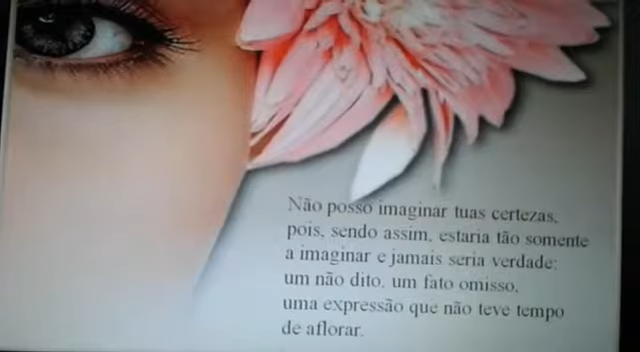 Não posso imaginar tuas certezas,
pois, sendo assim, estaria tão somente
a imaginar e jamais seria verdade;
um não dito, um fato omisso,
uma expressão que não teve tempo
de aflorar.